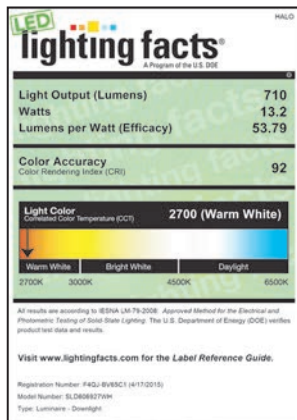 HALO
LED
lighting facts®
A Program of the U.S. DOE
Light Output (Lumens) 710
Watts 13.2
Lumens per Watt (Efficacy) 53.79
Color Accuracy 92
Color Rendering Index (CRI)
Light Color 2700 (Warm White)
Correlated Color Temperature (CCT)
Warm White Bright White Daylight
2700K 3000K 4500K 6500K
All results are according to IESNA LM-79-2008: Approved Method for the Electrical and
Photometric Testing of Solid-State Lighting. The U.S. Department of Energy (DOE) verifies
product test data and results.
Visit www.lightingfacts.com for the Label Reference Guide.
Registration Number: F4QJ-8V65C1 (4/17/2015)
Model Number: SLD606927WH
Type: Luminaire - Downlight